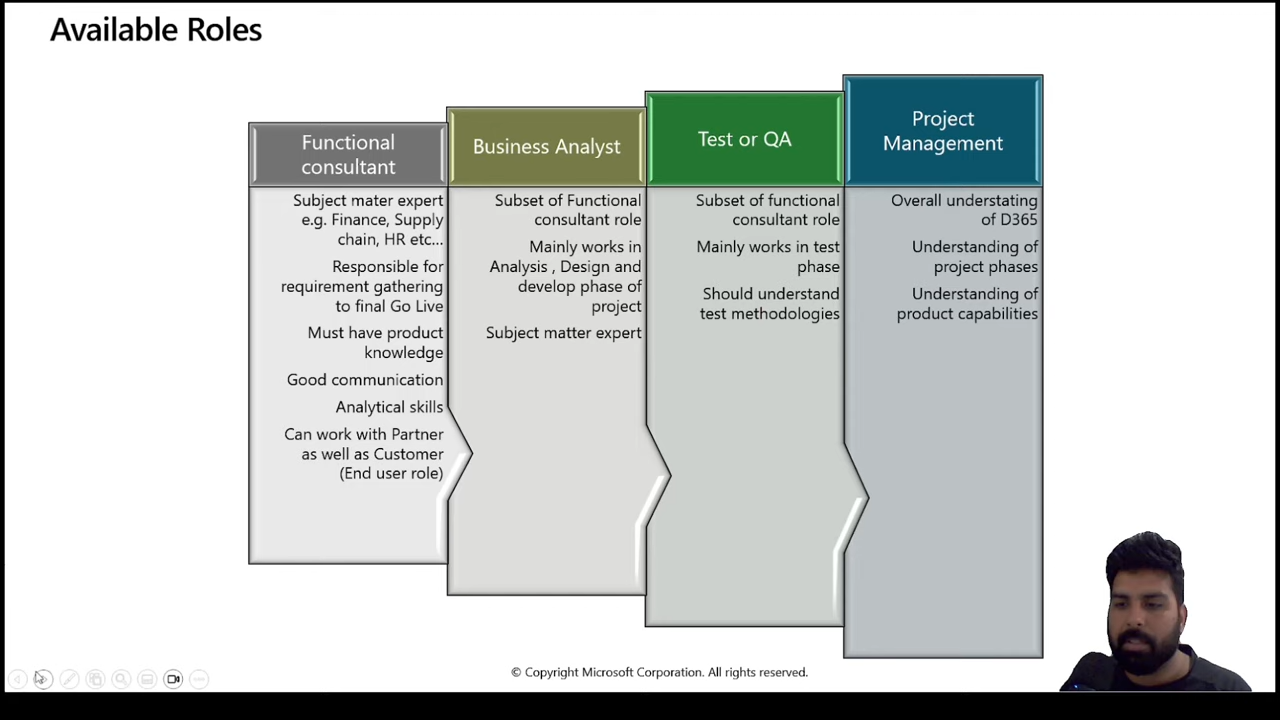 Available Roles
Functional
consultant
Subject mater expert
e.g. Finance, Supply
chain, HR etc...
Responsible for
requirement gathering
to final Go Live
Must have product
knowledge
Good communication
Analytical skills
Can work with Partner
as well as Customer
(End user role)
Business Analyst
Subset of Functional
consultant role
Mainly works in
Analysis , Design and
develop phase of
project
Subject matter expert
Test or QA
Subset of functional
consultant role
Mainly works in test
phase
Should understand
test methodologies
Project
Management
Overall understating
of D365
Understanding of
project phases
Understanding of
product capabilities
© Copyright Microsoft Corporation. All rights reserved.